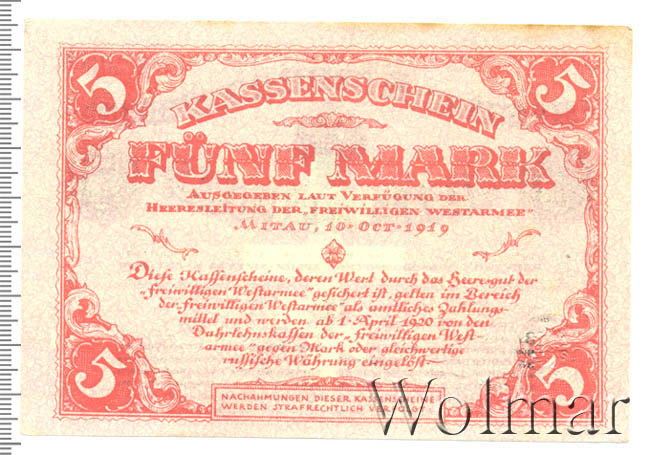 5 5
KASSENSCHEIN
FÜNF MARK
AUSGEGEBEN LAUT VERFÜGUNG DER
HEERESLEITUNG DER „FREIWILLIGEN WESTARMEE"
MITAU, 10·OCT·1919
Diese Kassenscheine, deren Wert durch das Heeresgut der
„freiwilligen Westarmee" gesichert ist, gelten im Bereich
der freiwilligen Westarmee als amtliches Zahlungs-
mittel und werden ab 1·April 1920 von den
Dahrlehnskassen der „freiwilligen West-
armee" gegen Mark oder gleichwertige
russische Währung eingelöst
5 5
NACHAHMUNGEN DIESER KASSENSCHEINE
WERDEN STRAFRECHTLICH VERFOLGT
Wolmar